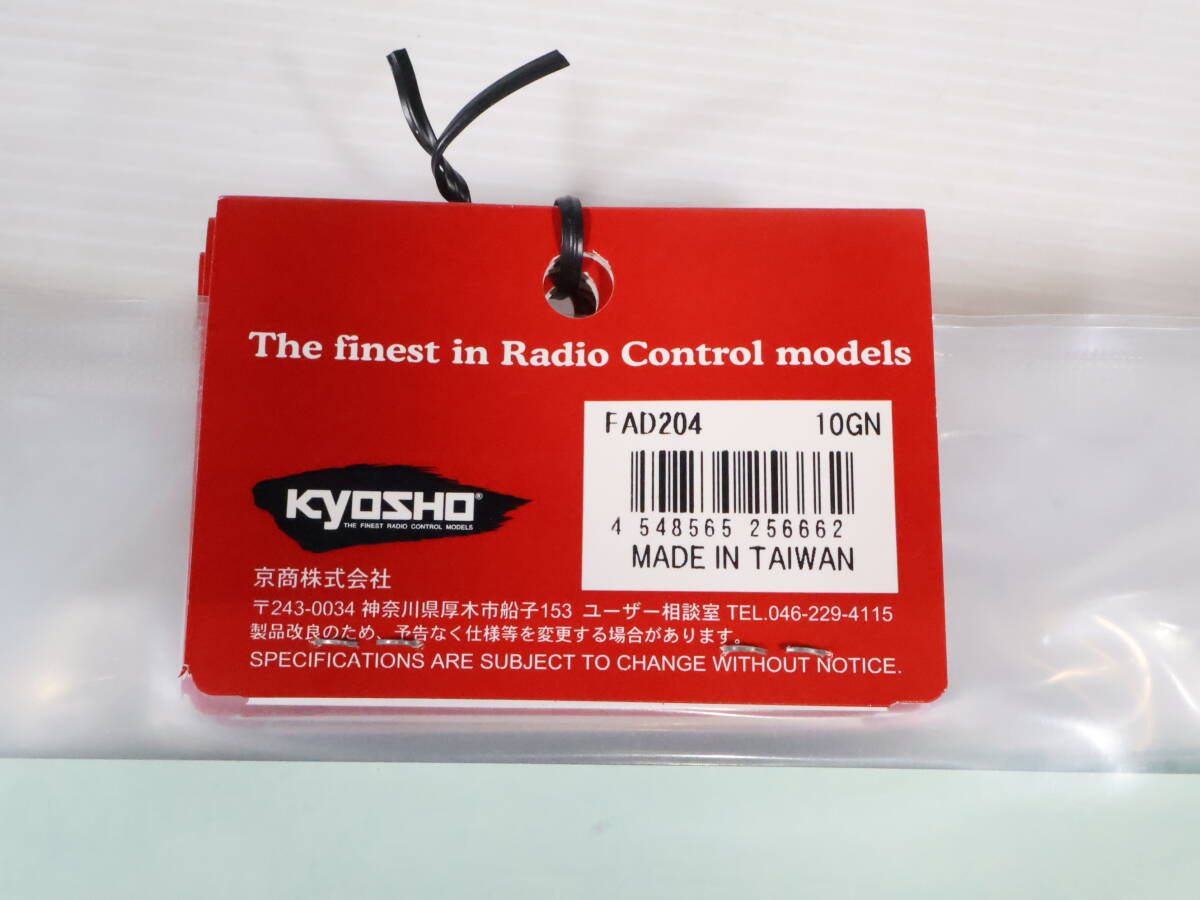 The finest in Radio Control models
FAD204 10GN
4 548565 256662
MADE IN TAIWAN
KYOSHO®
THE FINEST RADIO CONTROL MODELS
京商株式会社
〒243-0034 神奈川県厚木市船子153 ユーザー相談室 TEL.046-229-4115
製品改良のため、予告なく仕様等を変更する場合があります。
SPECIFICATIONS ARE SUBJECT TO CHANGE WITHOUT NOTICE.